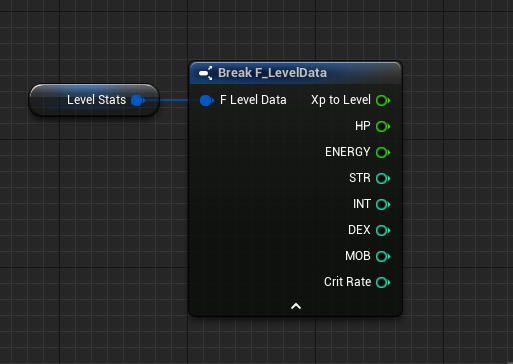 Break F_LevelData
Level Stats
F Level Data
Xp to Level
HP
ENERGY
STR
INT
DEX
MOB
Crit Rate